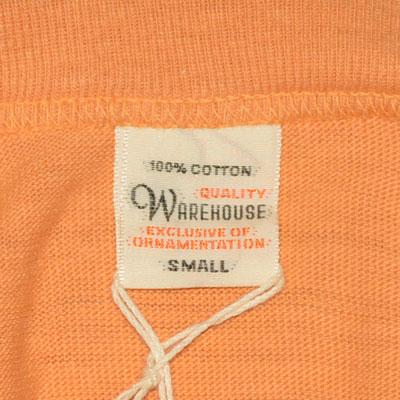 100% COTTON
QUALITY
WAREHOUSE
EXCLUSIVE OF
ORNAMENTATION
SMALL